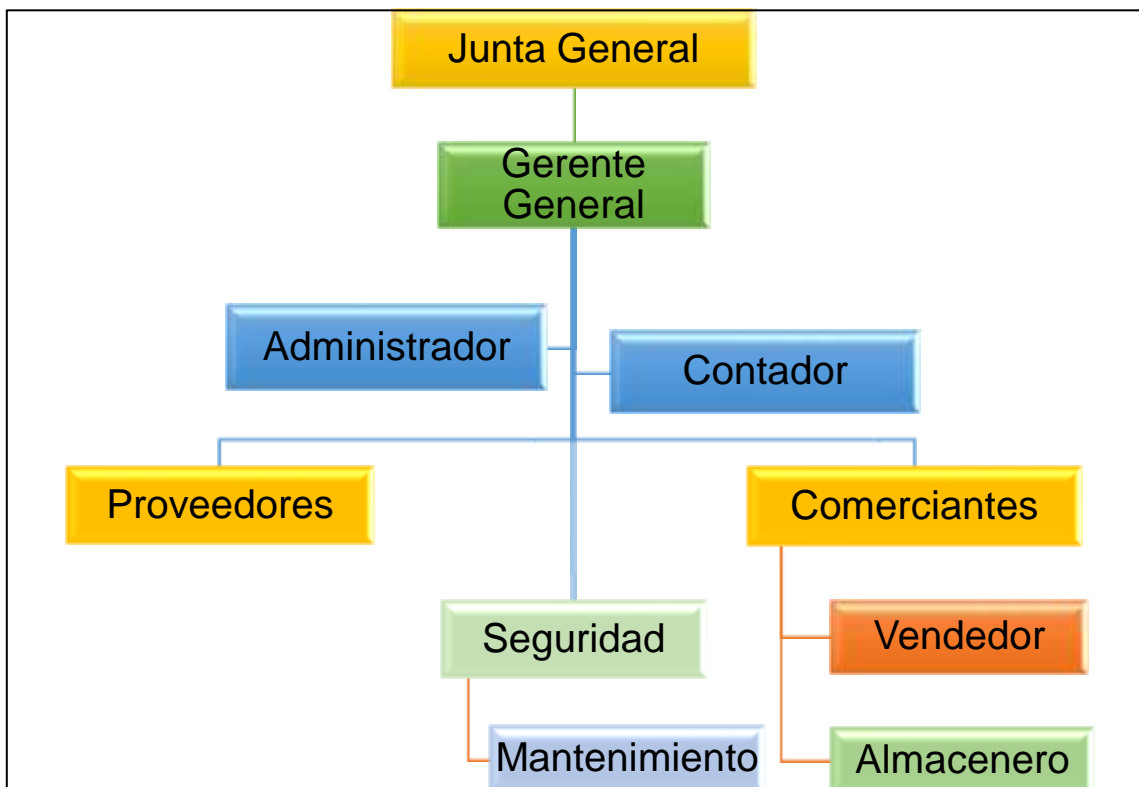 Junta General
Gerente
General
Administrador
Contador
Proveedores
Comerciantes
Seguridad
Vendedor
Mantenimiento
Almacenero